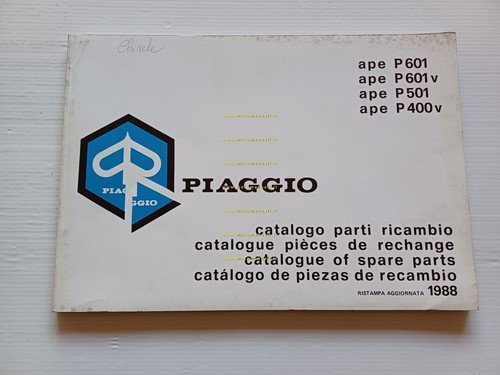 ape P601
ape P601v
ape P501
ape P400v
PIAGGIO
PIAGGIO
catalogo parti ricambio
catalogue pièces de rechange
catalogue of spare parts
catálogo de piezas de recambio
RISTAMPA AGGIORNATA 1988